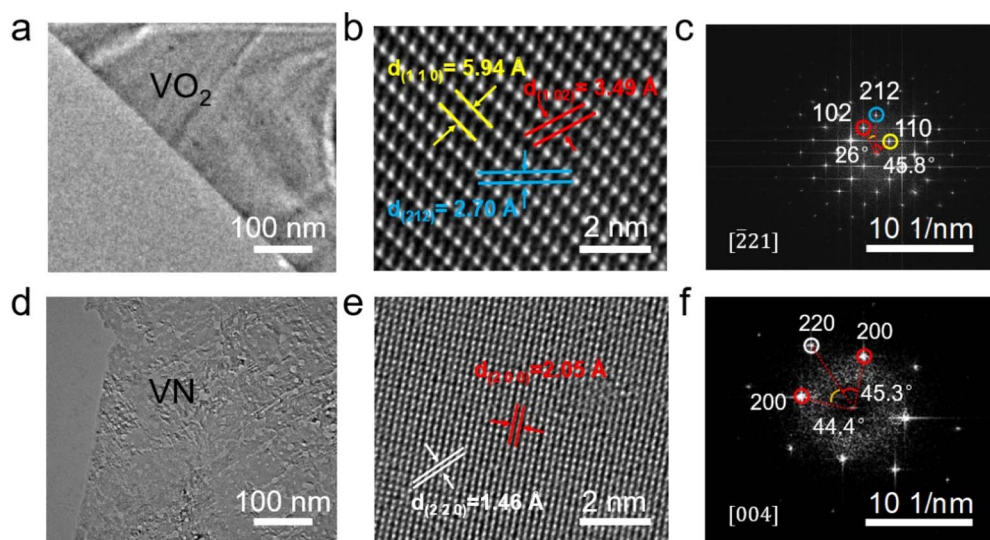 a
VO₂
100 nm
b
d(1 1 0)= 5.94 Å
d(1 02)= 3.49 Å
d(212)= 2.70 Å
2 nm
c
212
102
110
26°
45.8°
[2̄21]
10 1/nm
d
VN
100 nm
e
d(2 0 0)=2.05 Å
d(2 2 0)=1.46 Å
2 nm
f
220
200
200
45.3°
44.4°
[004]
10 1/nm